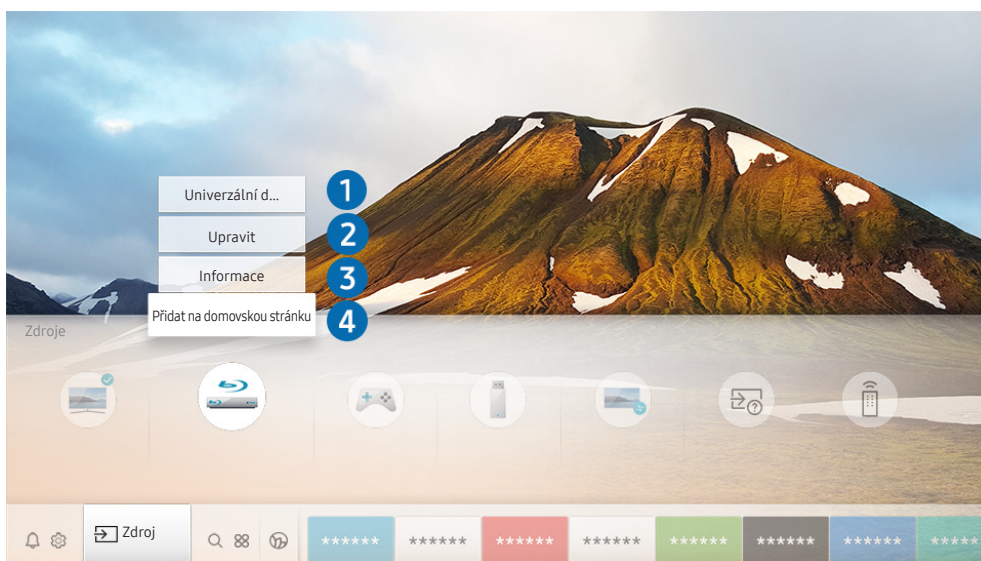 Univerzální d...
1
Upravit
2
Informace
3
Přidat na domovskou stránku
4
Zdroje
Zdroj
******
******
******
******
******
******
******
*****